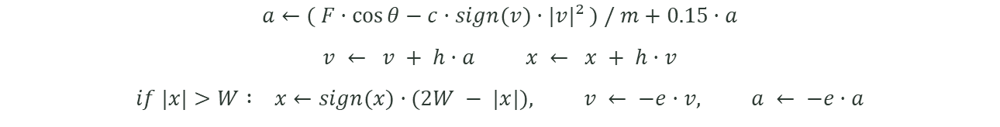 a ← ( F · cos θ − c · sign(v) · |v|² ) / m + 0.15 · a
v ← v + h · a x ← x + h · v
if |x| > W : x ← sign(x) · (2W − |x|), v ← −e · v, a ← −e · a